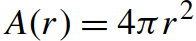 A(r) = 4πr²